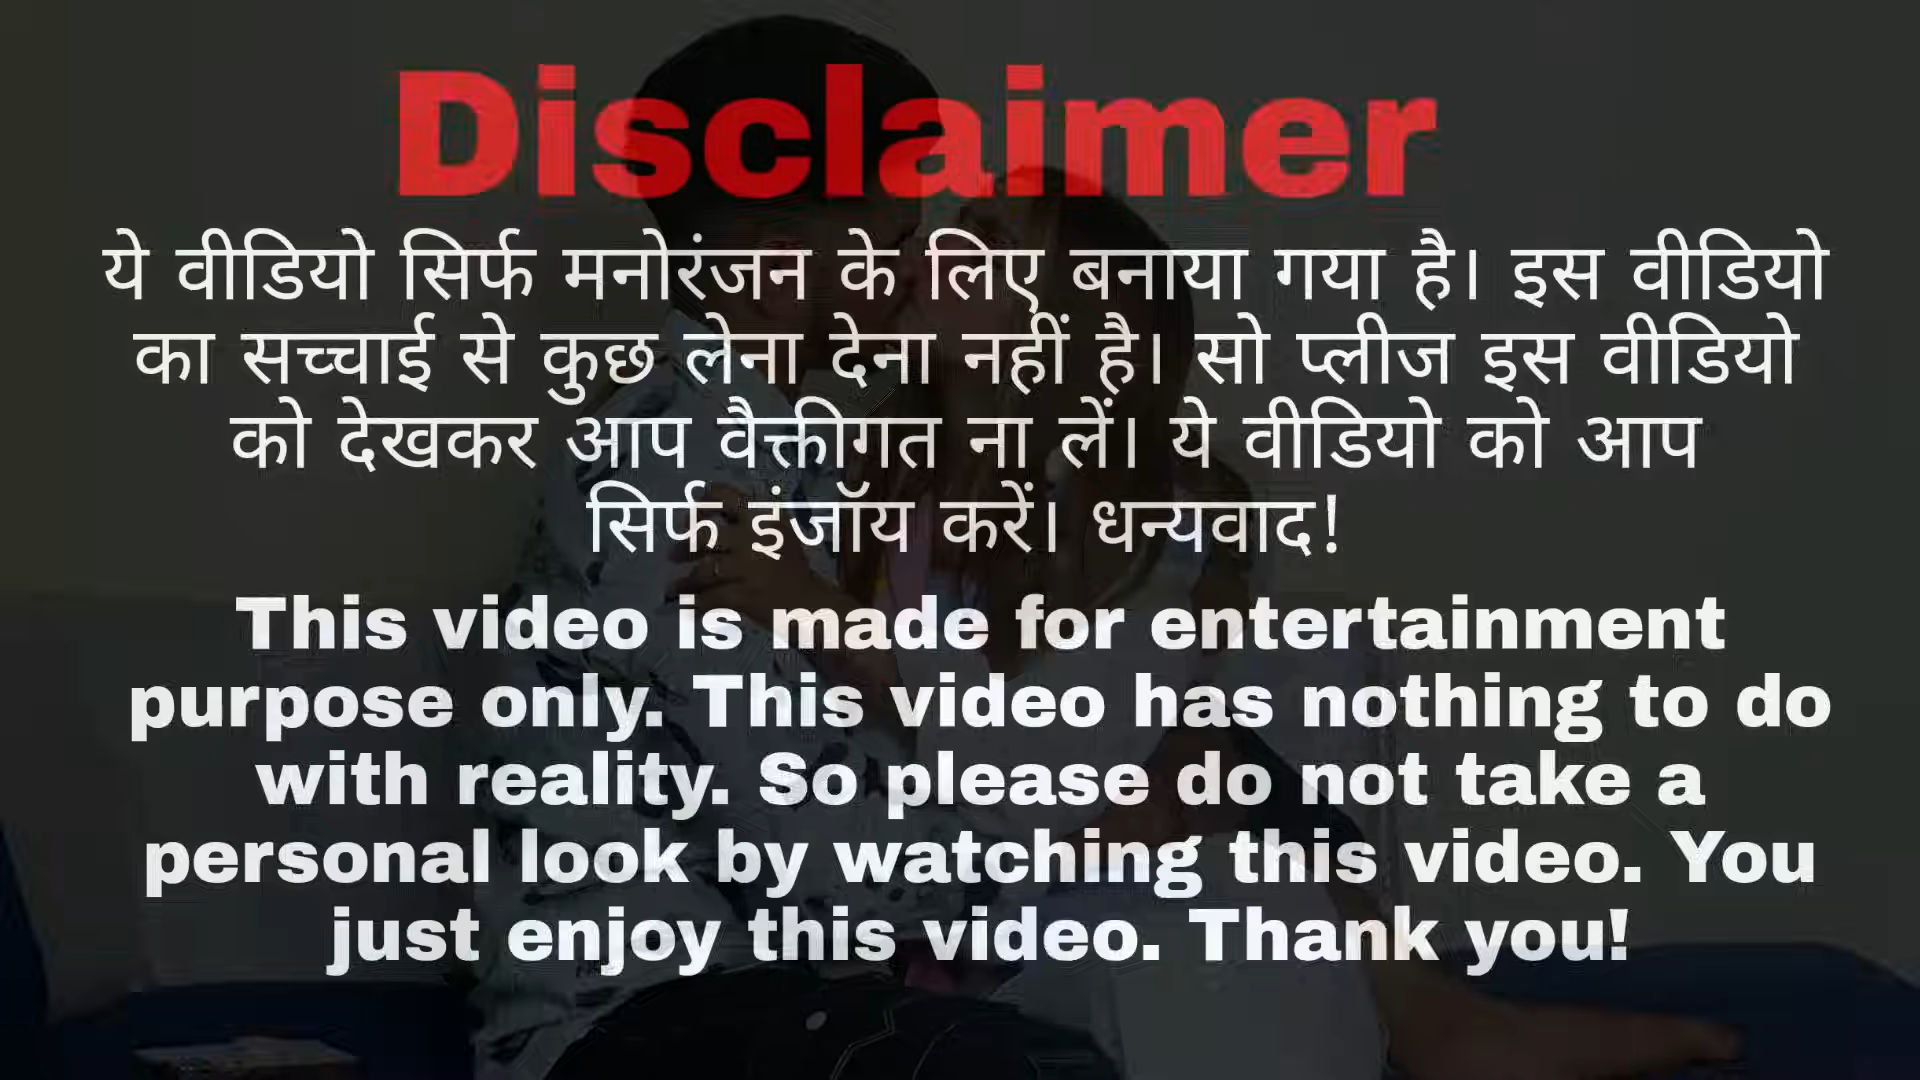 Disclaimer
ये वीडियो सिर्फ मनोरंजन के लिए बनाया गया है। इस वीडियो
का सच्चाई से कुछ लेना देना नहीं है। सो प्लीज इस वीडियो
को देखकर आप वैक्तीगत ना लें। ये वीडियो को आप
सिर्फ इंजॉय करें। धन्यवाद!
This video is made for entertainment
purpose only. This video has nothing to do
with reality. So please do not take a
personal look by watching this video. You
just enjoy this video. Thank you!